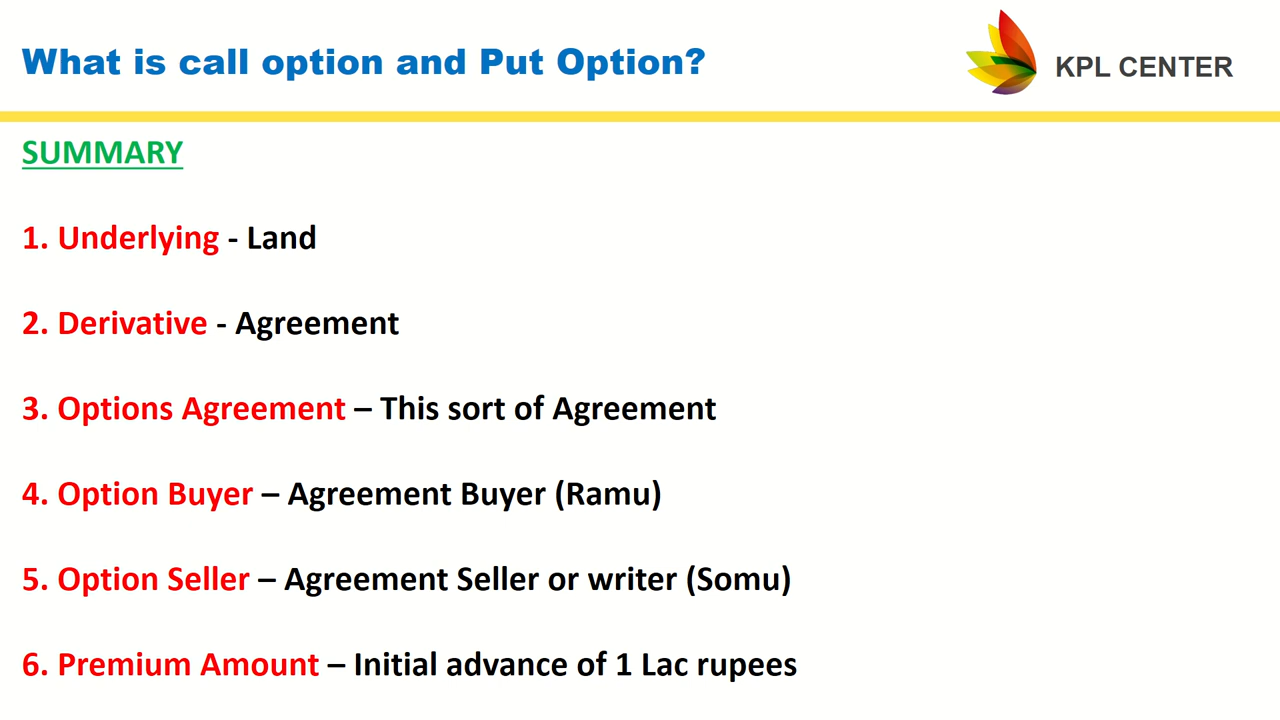 What is call option and Put Option?
KPL CENTER
SUMMARY
1. Underlying - Land
2. Derivative - Agreement
3. Options Agreement – This sort of Agreement
4. Option Buyer – Agreement Buyer (Ramu)
5. Option Seller – Agreement Seller or writer (Somu)
6. Premium Amount – Initial advance of 1 Lac rupees